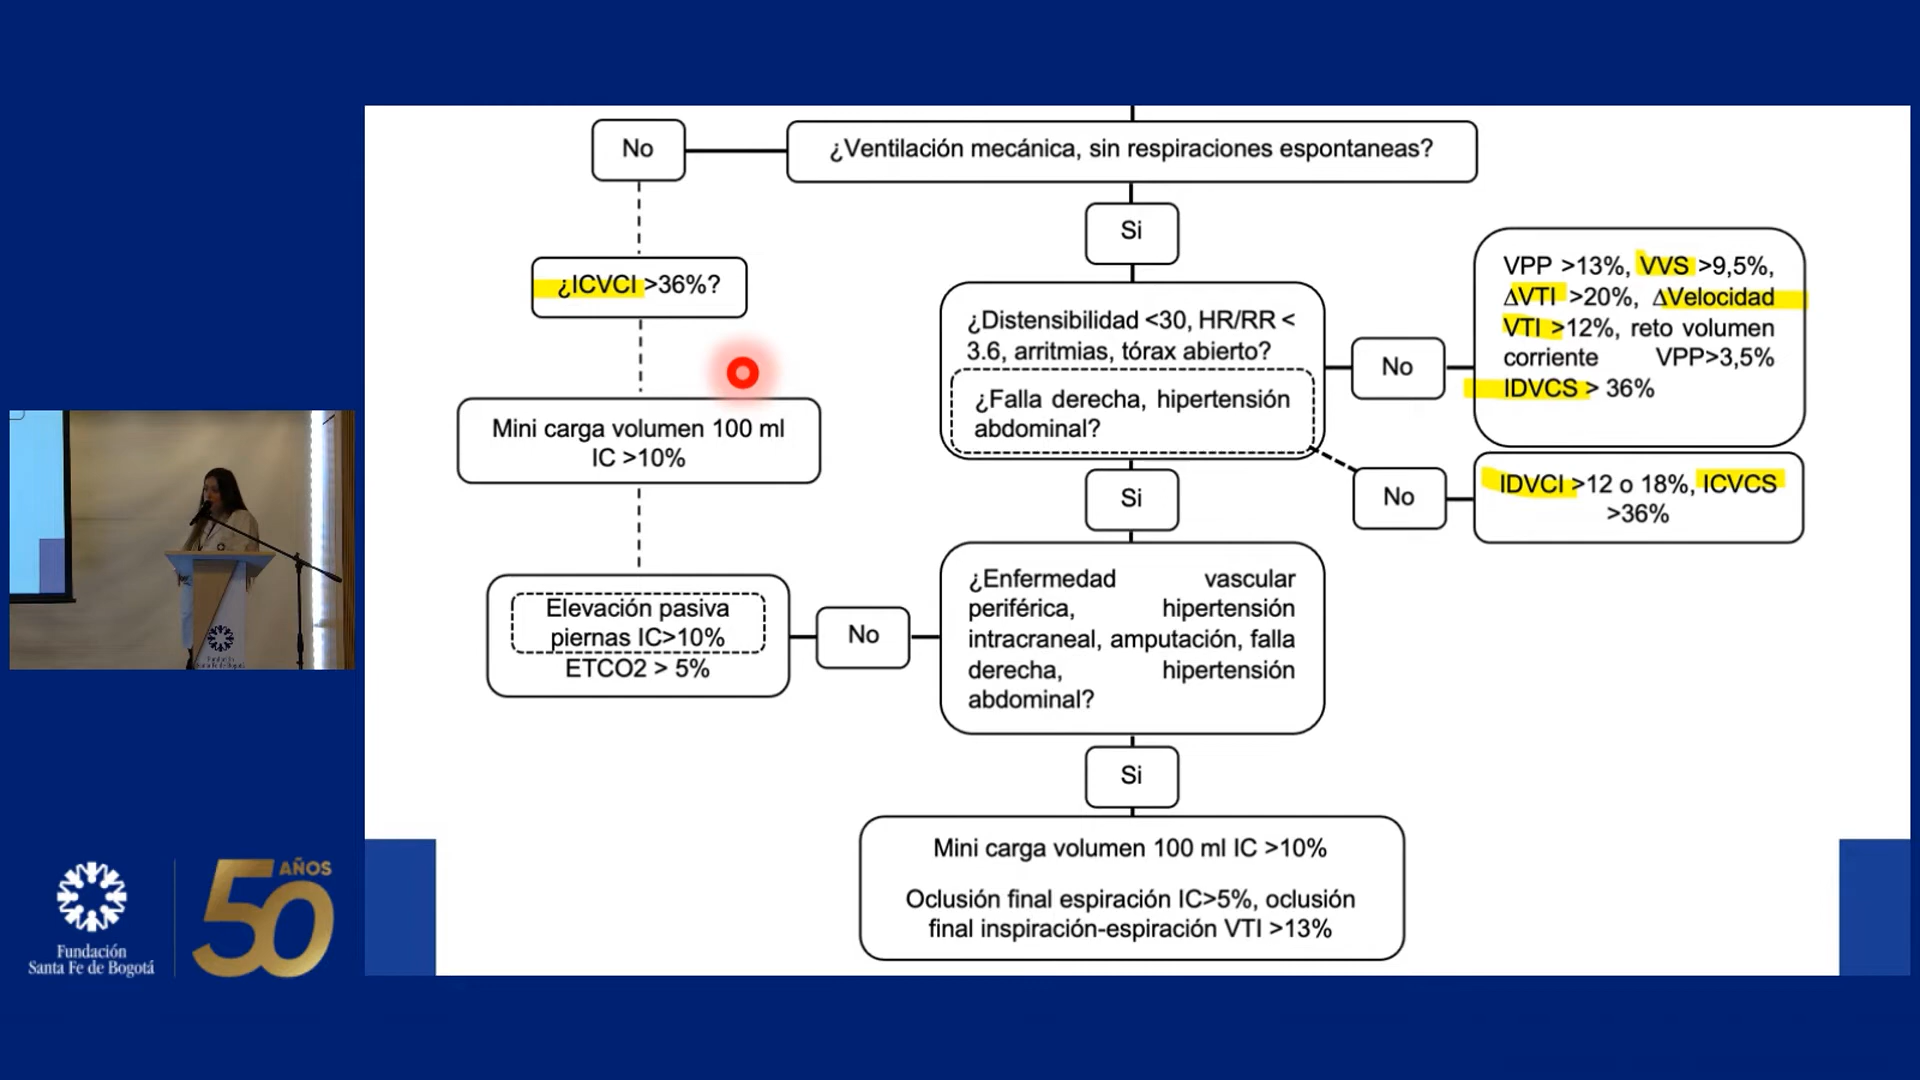 No
¿Ventilación mecánica, sin respiraciones espontaneas?
Si
¿ICVCI >36%?
¿Distensibilidad <30, HR/RR <
3.6, arritmias, tórax abierto?
¿Falla derecha, hipertensión
abdominal?
No
VPP >13%, VVS >9,5%,
∆VTI >20%, ∆Velocidad
VTI >12%, reto volumen
corriente VPP>3,5%
IDVCS > 36%
Mini carga volumen 100 ml
IC >10%
Si
No
IDVCI >12 o 18%, ICVCS
>36%
Elevación pasiva
piernas IC>10%
ETCO2 > 5%
No
¿Enfermedad vascular
periférica, hipertensión
intracraneal, amputación, falla
derecha, hipertensión
abdominal?
Si
Mini carga volumen 100 ml IC >10%
Oclusión final espiración IC>5%, oclusión
final inspiración-espiración VTI >13%
Fundación
Santa Fe de Bogotá
50 AÑOS